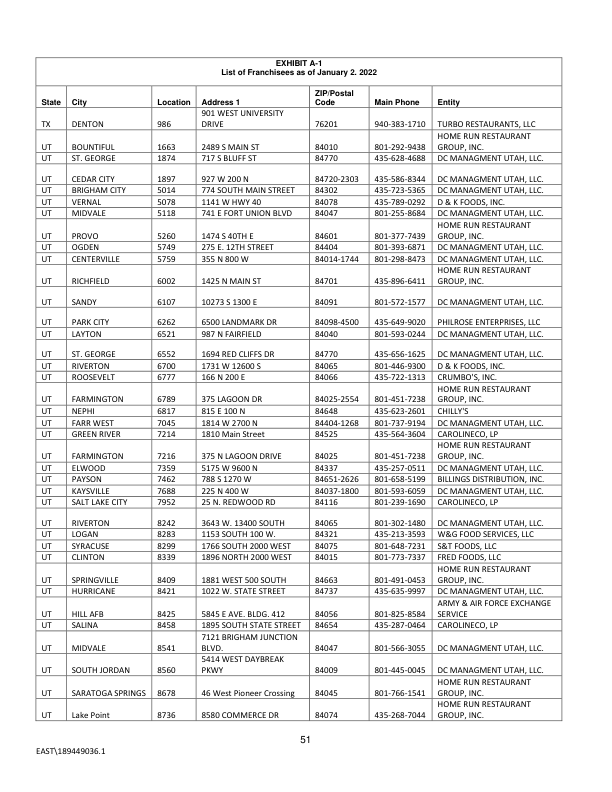 EXHIBIT A-1
List of Franchisees as of January 2. 2022
State City Location Address 1 ZIP/Postal Code Main Phone Entity
TX DENTON 986 901 WEST UNIVERSITY DRIVE 76201 940-383-1710 TURBO RESTAURANTS, LLC
UT BOUNTIFUL 1663 2489 S MAIN ST 84010 801-292-9438 HOME RUN RESTAURANT GROUP, INC.
UT ST. GEORGE 1874 717 S BLUFF ST 84770 435-628-4688 DC MANAGMENT UTAH, LLC.
UT CEDAR CITY 1897 927 W 200 N 84720-2303 435-586-8344 DC MANAGMENT UTAH, LLC.
UT BRIGHAM CITY 5014 774 SOUTH MAIN STREET 84302 435-723-5365 DC MANAGMENT UTAH, LLC.
UT VERNAL 5078 1141 W HWY 40 84078 435-789-0292 D & K FOODS, INC.
UT MIDVALE 5118 741 E FORT UNION BLVD 84047 801-255-8684 DC MANAGMENT UTAH, LLC.
UT PROVO 5260 1474 S 40TH E 84601 801-377-7439 HOME RUN RESTAURANT GROUP, INC.
UT OGDEN 5749 275 E. 12TH STREET 84404 801-393-6871 DC MANAGMENT UTAH, LLC.
UT CENTERVILLE 5759 355 N 800 W 84014-1744 801-298-8473 DC MANAGMENT UTAH, LLC.
UT RICHFIELD 6002 1425 N MAIN ST 84701 435-896-6411 HOME RUN RESTAURANT GROUP, INC.
UT SANDY 6107 10273 S 1300 E 84091 801-572-1577 DC MANAGMENT UTAH, LLC.
UT PARK CITY 6262 6500 LANDMARK DR 84098-4500 435-649-9020 PHILROSE ENTERPRISES, LLC
UT LAYTON 6521 987 N FAIRFIELD 84040 801-593-0244 DC MANAGMENT UTAH, LLC.
UT ST. GEORGE 6552 1694 RED CLIFFS DR 84770 435-656-1625 DC MANAGMENT UTAH, LLC.
UT RIVERTON 6700 1731 W 12600 S 84065 801-446-9300 D & K FOODS, INC.
UT ROOSEVELT 6777 166 N 200 E 84066 435-722-1313 CRUMBO'S, INC.
UT FARMINGTON 6789 375 LAGOON DR 84025-2554 801-451-7238 HOME RUN RESTAURANT GROUP, INC.
UT NEPHI 6817 815 E 100 N 84648 435-623-2601 CHILLY'S
UT FARR WEST 7045 1814 W 2700 N 84404-1268 801-737-9194 DC MANAGMENT UTAH, LLC.
UT GREEN RIVER 7214 1810 Main Street 84525 435-564-3604 CAROLINECO, LP
UT FARMINGTON 7216 375 N LAGOON DRIVE 84025 801-451-7238 HOME RUN RESTAURANT GROUP, INC.
UT ELWOOD 7359 5175 W 9600 N 84337 435-257-0511 DC MANAGMENT UTAH, LLC.
UT PAYSON 7462 788 S 1270 W 84651-2626 801-658-5199 BILLINGS DISTRIBUTION, INC.
UT KAYSVILLE 7688 225 N 400 W 84037-1800 801-593-6059 DC MANAGMENT UTAH, LLC.
UT SALT LAKE CITY 7952 25 N. REDWOOD RD 84116 801-239-1690 CAROLINECO, LP
UT RIVERTON 8242 3643 W. 13400 SOUTH 84065 801-302-1480 DC MANAGMENT UTAH, LLC.
UT LOGAN 8283 1153 SOUTH 100 W. 84321 435-213-3593 W&G FOOD SERVICES, LLC
UT SYRACUSE 8299 1766 SOUTH 2000 WEST 84075 801-648-7231 S&T FOODS, LLC
UT CLINTON 8339 1896 NORTH 2000 WEST 84015 801-773-7337 FRED FOODS, LLC
UT SPRINGVILLE 8409 1881 WEST 500 SOUTH 84663 801-491-0453 HOME RUN RESTAURANT GROUP, INC.
UT HURRICANE 8421 1022 W. STATE STREET 84737 435-635-9997 DC MANAGMENT UTAH, LLC.
UT HILL AFB 8425 5845 E AVE. BLDG. 412 84056 801-825-8584 ARMY & AIR FORCE EXCHANGE SERVICE
UT SALINA 8458 1895 SOUTH STATE STREET 84654 435-287-0464 CAROLINECO, LP
UT MIDVALE 8541 7121 BRIGHAM JUNCTION BLVD. 84047 801-566-3055 DC MANAGMENT UTAH, LLC.
UT SOUTH JORDAN 8560 5414 WEST DAYBREAK PKWY 84009 801-445-0045 DC MANAGMENT UTAH, LLC.
UT SARATOGA SPRINGS 8678 46 West Pioneer Crossing 84045 801-766-1541 HOME RUN RESTAURANT GROUP, INC.
UT Lake Point 8736 8580 COMMERCE DR 84074 435-268-7044 HOME RUN RESTAURANT GROUP, INC.
51
EAST\189449036.1